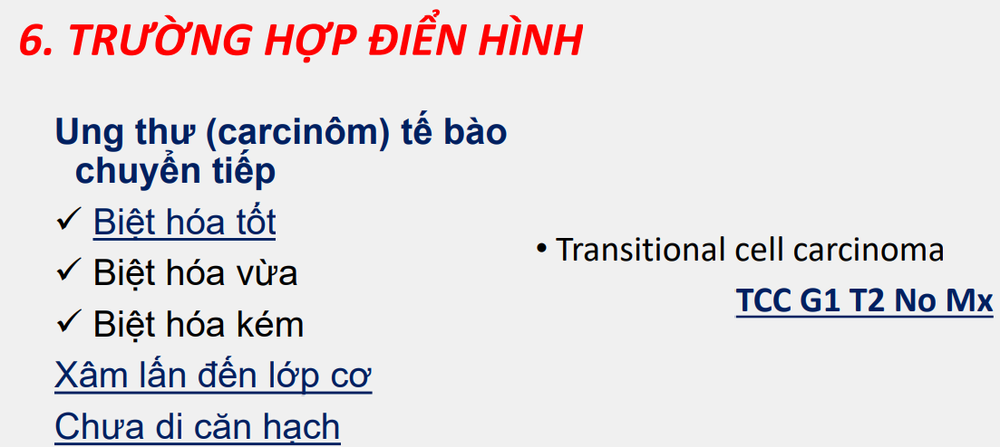 6. TRƯỜNG HỢP ĐIỂN HÌNH
Ung thư (carcinôm) tế bào
chuyển tiếp
✓ Biệt hóa tốt
✓ Biệt hóa vừa
✓ Biệt hóa kém
Xâm lấn đến lớp cơ
Chưa di căn hạch
• Transitional cell carcinoma
TCC G1 T2 No Mx